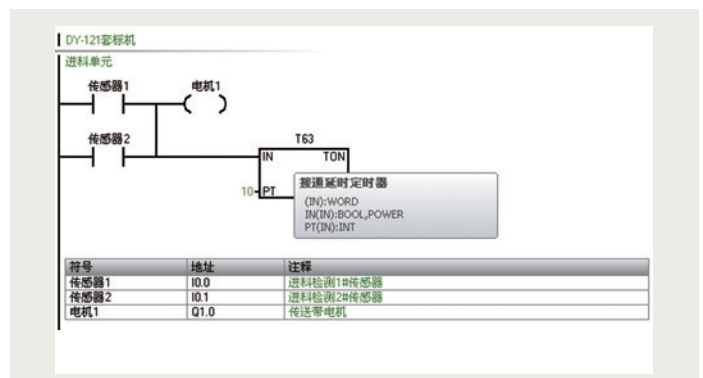 DY-121套标机
进料单元
传感器1 电机1
传感器2
T63
IN TON
10 PT
接通延时定时器
(IN):WORD
IN(IN):BOOL,POWER
PT(IN):INT
符号 地址 注释
传感器1 I0.0 进料检测1#传感器
传感器2 I0.1 进料检测2#传感器
电机1 Q1.0 传送带电机